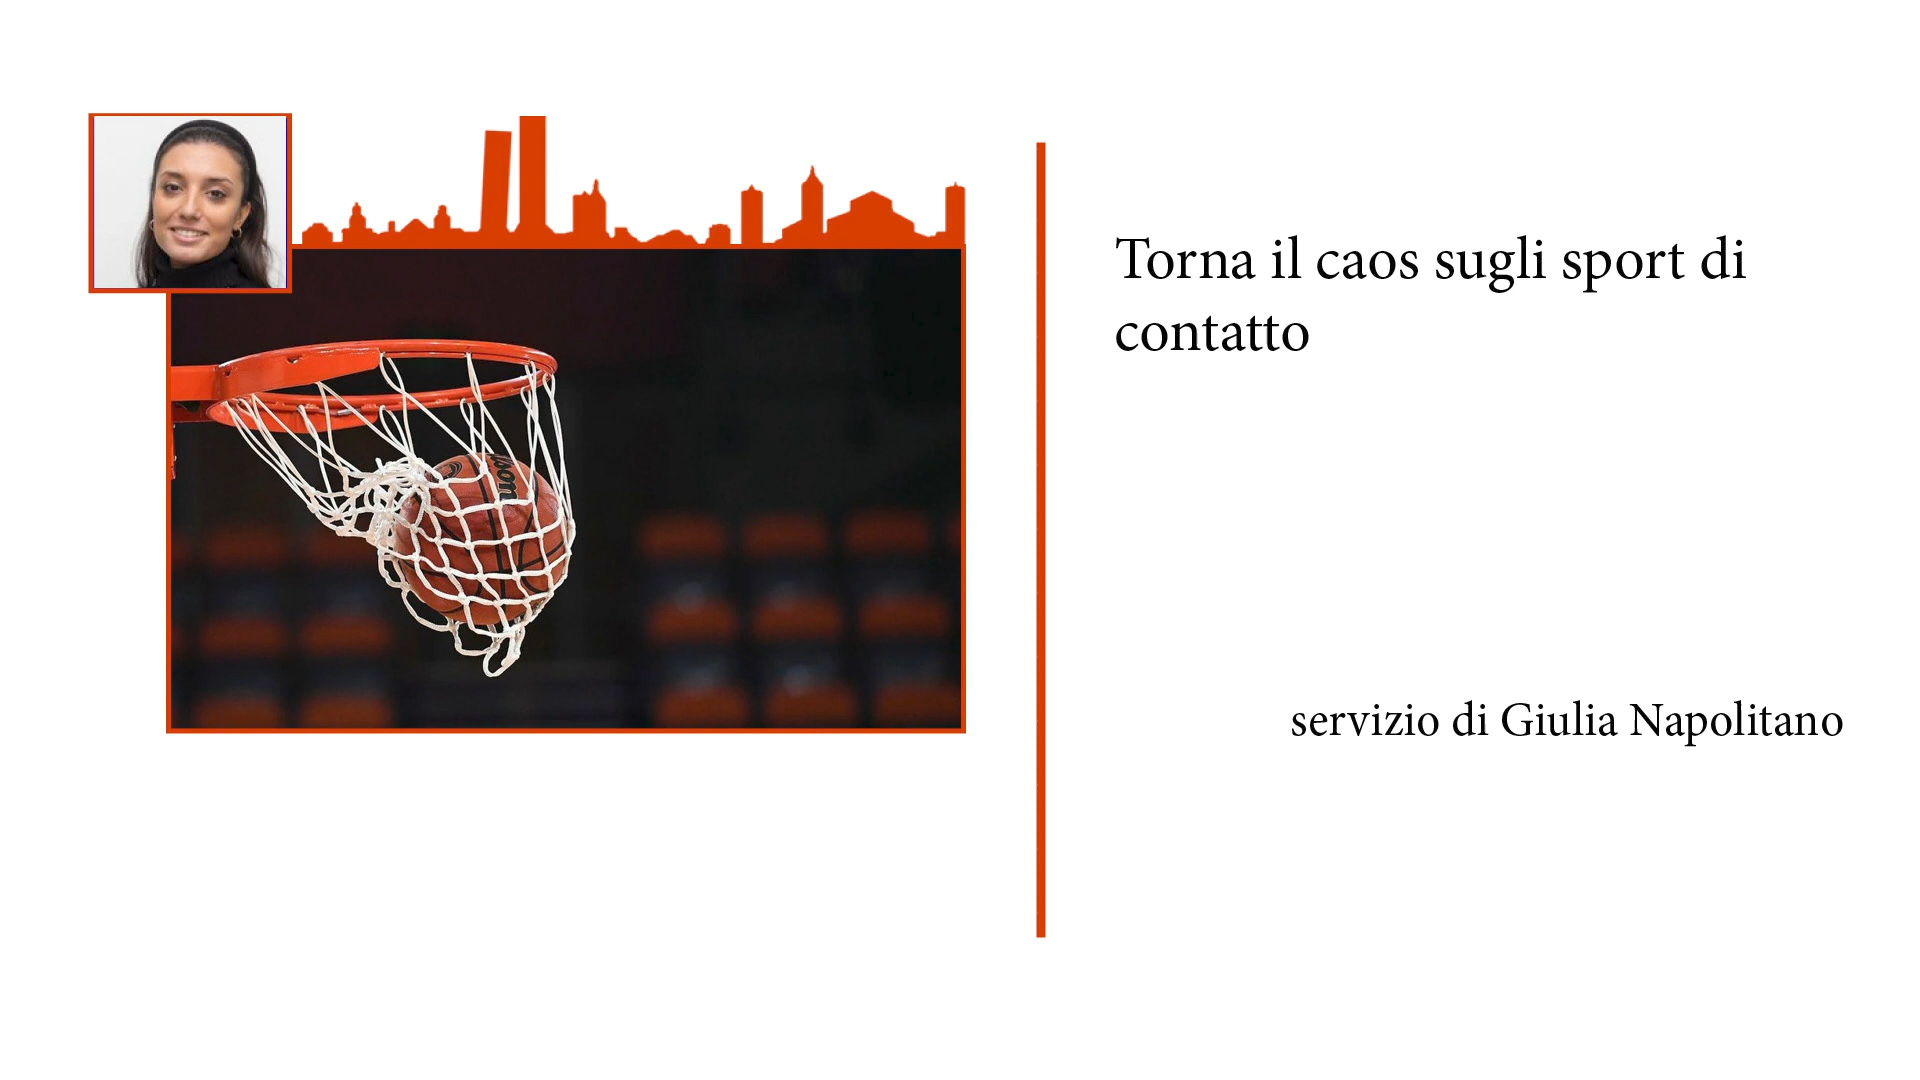 Torna il caos sugli sport di
contatto
servizio di Giulia Napolitano